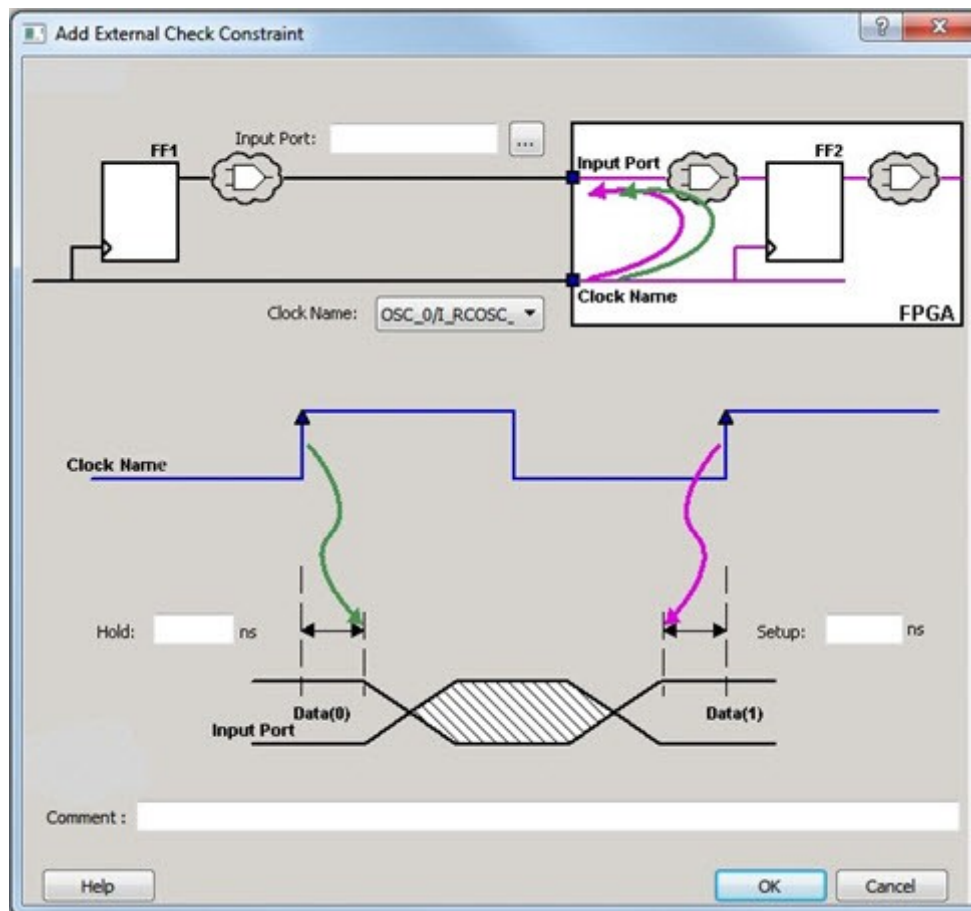 Add External Check Constraint
?
Input Port:
...
FF1
Input Port
FF2
Clock Name
Clock Name:
OSC_0/I_RCOSC_
FPGA
Clock Name
Hold:
ns
Setup:
ns
Data(0)
Data(1)
Input Port
Comment :
Help
OK
Cancel